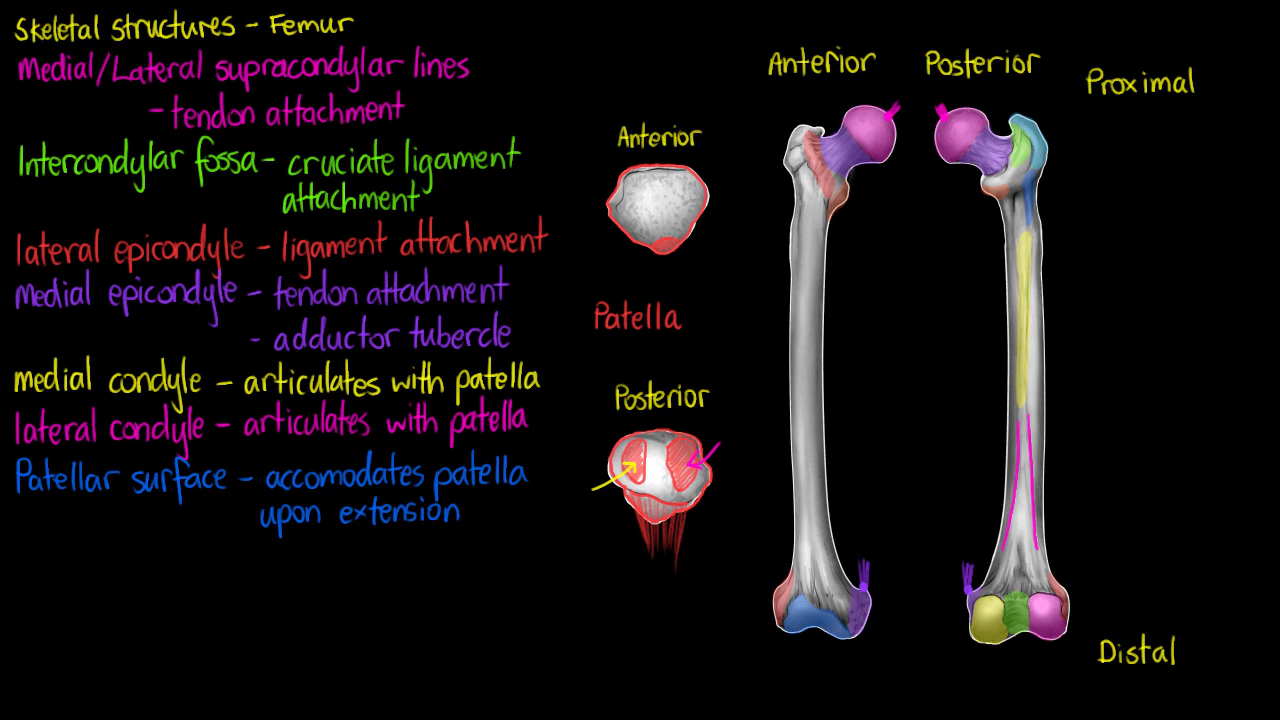 Skeletal structures - Femur
Medial/Lateral supracondylar lines
- tendon attachment
Intercondylar fossa - cruciate ligament
attachment
lateral epicondyle - ligament attachment
Medial epicondyle - tendon attachment
- adductor tubercle
medial condyle - articulates with patella
lateral condyle - articulates with patella
Patellar surface - accomodates patella
upon extension
Anterior
Patella
Posterior
Anterior
Posterior
Proximal
Distal